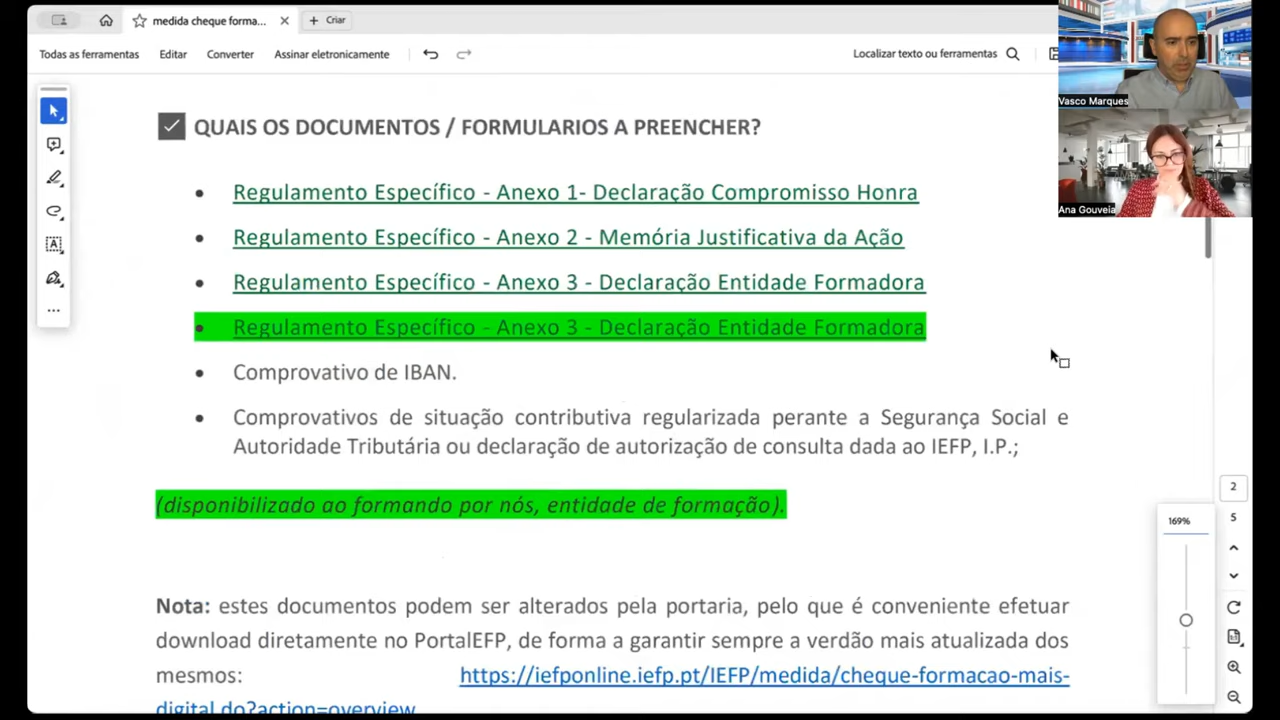 medida cheque forma...
Criar
Todas as ferramentas
Editar
Converter
Assinar eletronicamente
Localizar texto ou ferramentas
Vasco Marques
Ana Gouveia
QUAIS OS DOCUMENTOS / FORMULARIOS A PREENCHER?
• Regulamento Específico - Anexo 1- Declaração Compromisso Honra
• Regulamento Específico - Anexo 2 - Memória Justificativa da Ação
• Regulamento Específico - Anexo 3 - Declaração Entidade Formadora
• Regulamento Específico - Anexo 3 - Declaração Entidade Formadora
• Comprovativo de IBAN.
• Comprovativos de situação contributiva regularizada perante a Segurança Social e
Autoridade Tributária ou declaração de autorização de consulta dada ao IEFP, I.P.;
(disponibilizado ao formando por nós, entidade de formação).
Nota: estes documentos podem ser alterados pela portaria, pelo que é conveniente efetuar
download diretamente no PortalEFP, de forma a garantir sempre a verdão mais atualizada dos
mesmos: https://iefponline.iefp.pt/IEFP/medida/cheque-formacao-mais-
digital.do?action=overview
2
5
169%